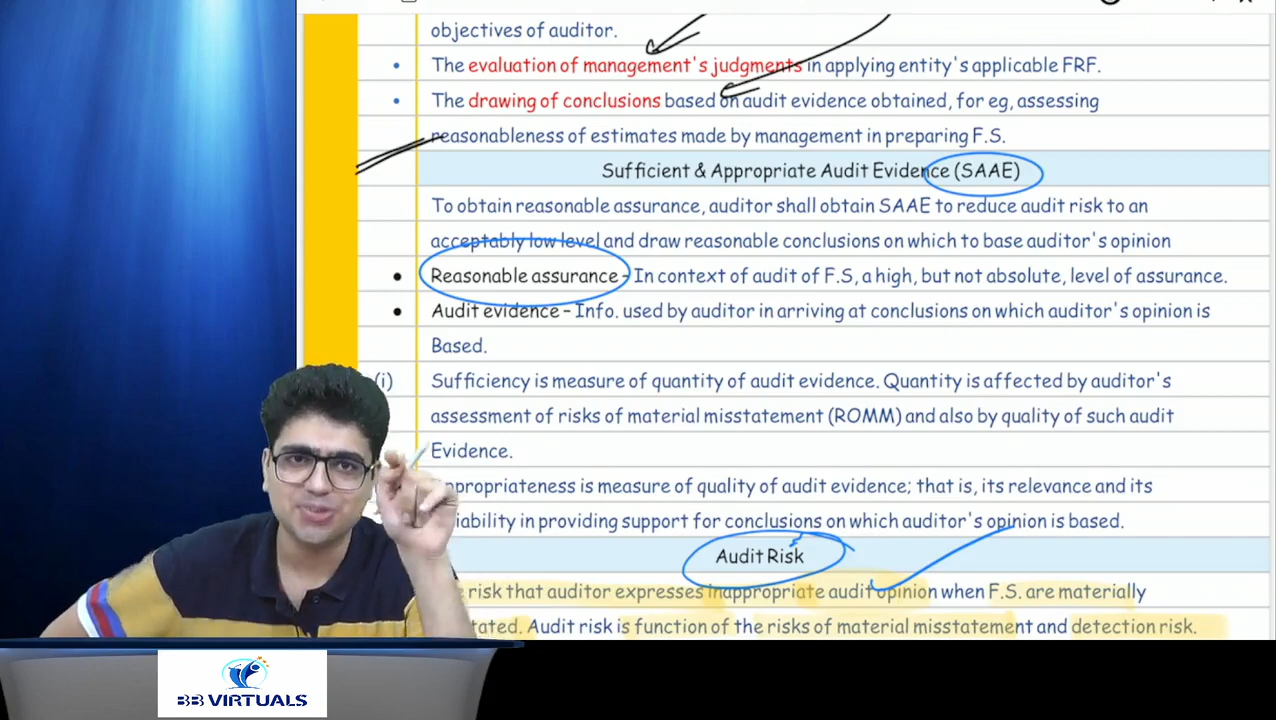 objectives of auditor.
• The evaluation of management's judgments in applying entity's applicable FRF.
• The drawing of conclusions based on audit evidence obtained, for eg, assessing
reasonableness of estimates made by management in preparing F.S.
Sufficient & Appropriate Audit Evidence (SAAE)
To obtain reasonable assurance, auditor shall obtain SAAE to reduce audit risk to an
acceptably low level and draw reasonable conclusions on which to base auditor's opinion
• Reasonable assurance - In context of audit of F.S, a high, but not absolute, level of assurance.
• Audit evidence – Info. used by auditor in arriving at conclusions on which auditor's opinion is
Based.
(i) Sufficiency is measure of quantity of audit evidence. Quantity is affected by auditor's
assessment of risks of material misstatement (ROMM) and also by quality of such audit
Evidence.
is measure of quality of audit evidence; that is, its relevance and its
in providing support for conclusions on which auditor's opinion is based.
Audit Risk
risk that auditor expresses inappropriate audit opinion when F.S. are materially
Audit risk is function of the risks of material misstatement and detection risk.
BB VIRTUALS